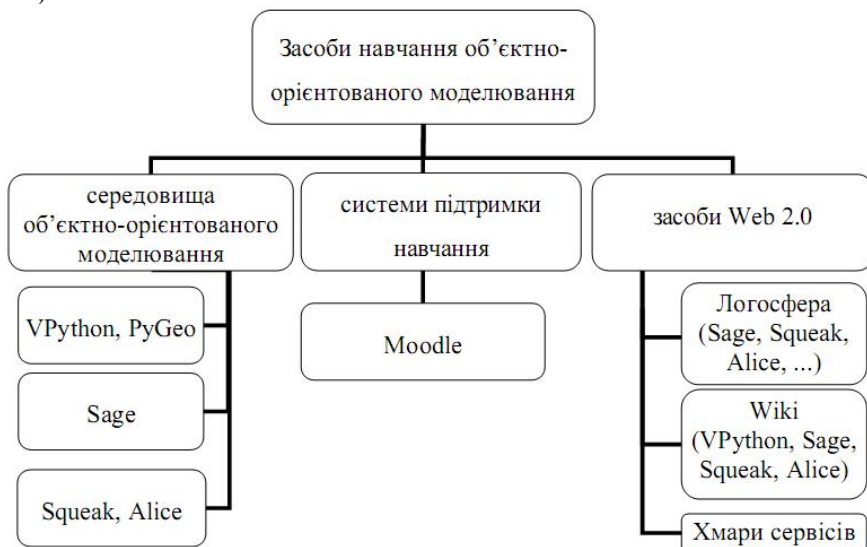 Засоби навчання об’єктно-
орієнтованого моделювання
середовища
об’єктно-орієнтованого
моделювання
VPython, PyGeo
Sage
Squeak, Alice
системи підтримки
навчання
Moodle
засоби Web 2.0
Логосфера
(Sage, Squeak,
Alice, ...)
Wiki
(VPython, Sage,
Squeak, Alice)
Хмари сервісів